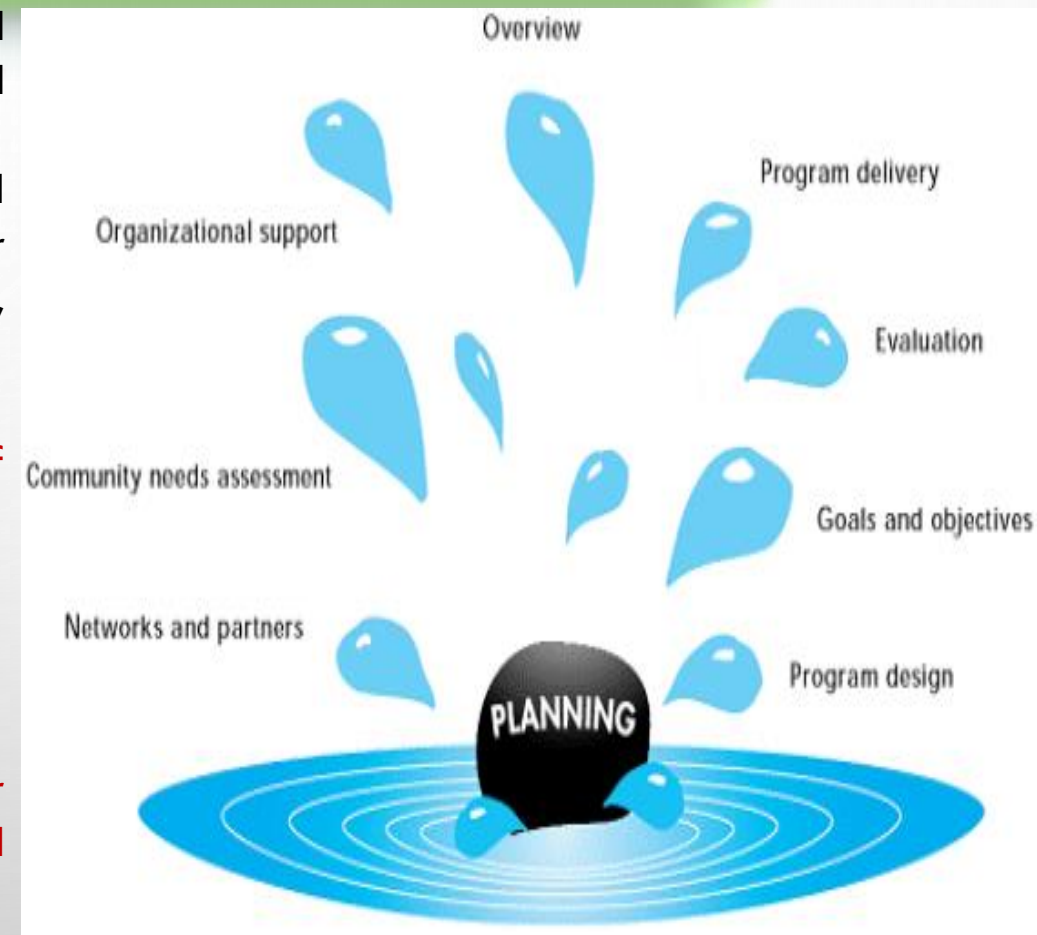 Overview
Program delivery
Organizational support
Evaluation
Community needs assessment
Goals and objectives
Networks and partners
Program design
PLANNING